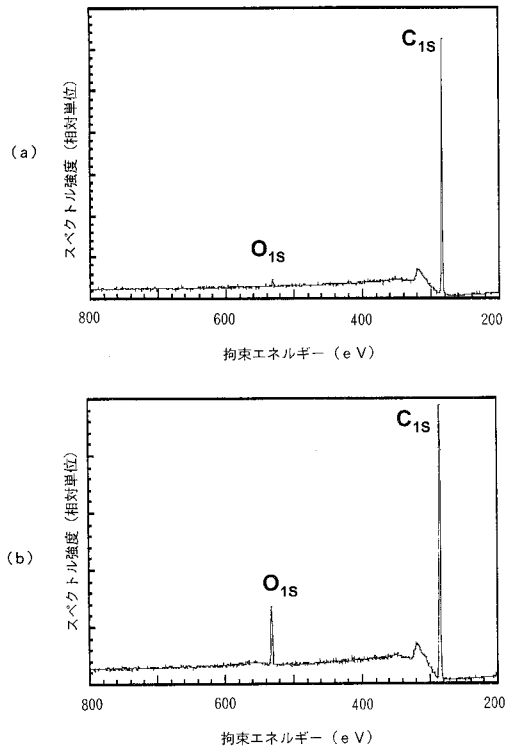 (a)
スペクトル強度 (相対単位)
C1S
O1S
800 600 400 200
拘束エネルギー (eV)
(b)
スペクトル強度 (相対単位)
C1S
O1S
800 600 400 200
拘束エネルギー (eV)